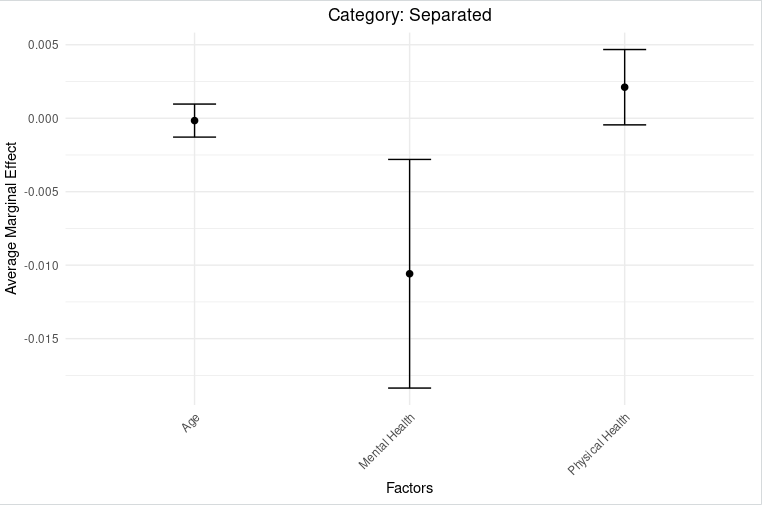 Category: Separated
0.005
0.000
-0.005
-0.010
-0.015
Average Marginal Effect
Age
Mental Health
Physical Health
Factors